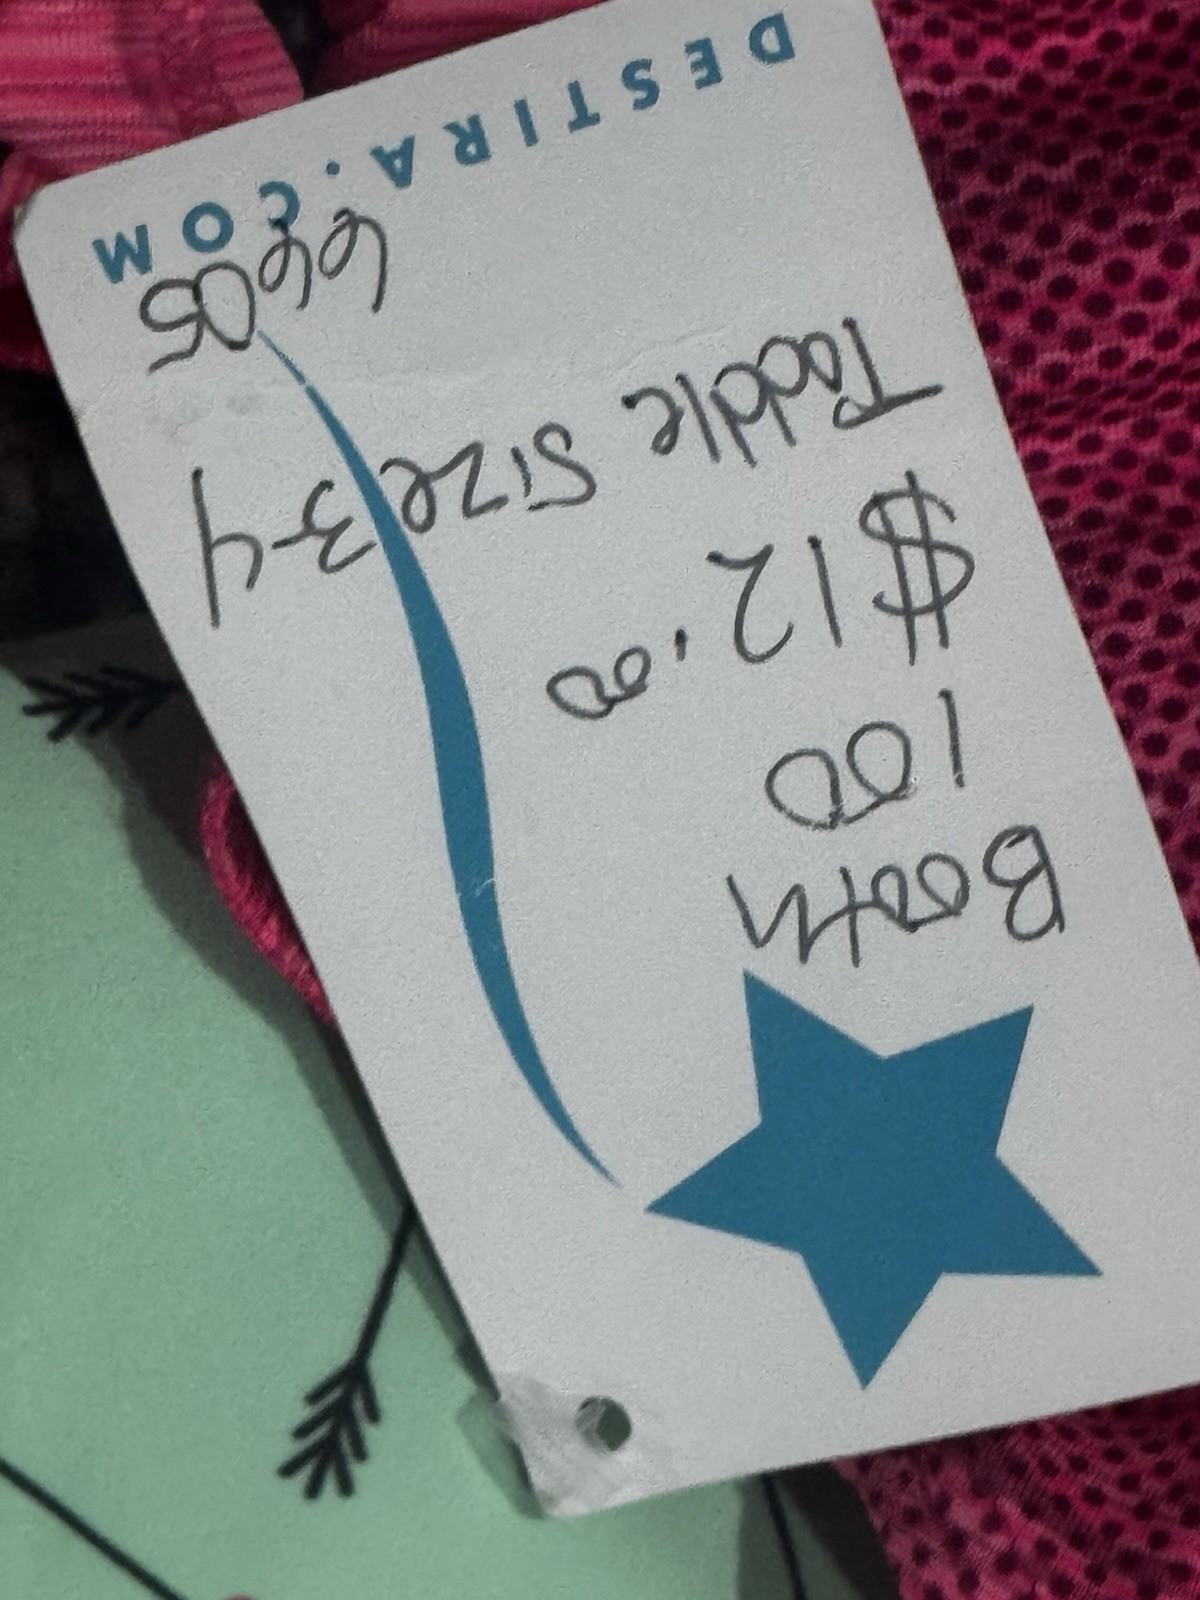 Booth
100
$12.00
Toddle Size 3-4
6605
DESTIRA.COM